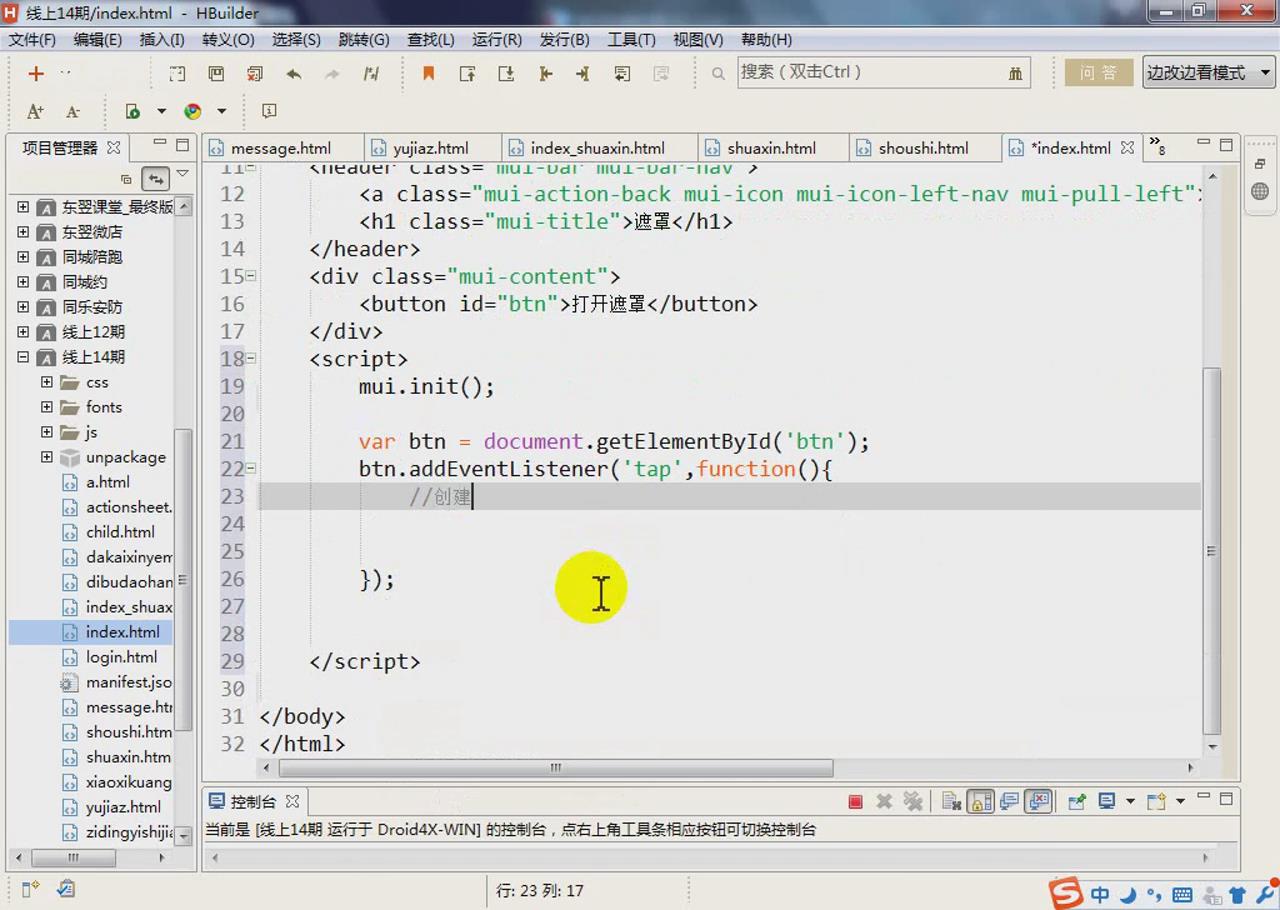 线上14期/index.html - HBuilder
文件(F) 编辑(E) 插入(I) 转义(O) 选择(S) 跳转(G) 查找(L) 运行(R) 发行(B) 工具(T) 视图(V) 帮助(H)
搜索（双击Ctrl） 问 答 边改边看模式
A+ A-
项目管理器
message.html yujiaz.html index_shuaxin.html shuaxin.html shoushi.html *index.html »8
东翌课堂_最终版
东翌微店
同城陪跑
同城约
同乐安防
线上12期
线上14期
css
fonts
js
unpackage
a.html
actionsheet.
child.html
dakaixinyem
dibudaohan
index_shuax
index.html
login.html
manifest.jso
message.htr
shoushi.htm
shuaxin.htm
xiaoxikuang
yujiaz.html
zidingyishijia
11 <header class="mui-bar mui-bar-nav">
12 <a class="mui-action-back mui-icon mui-icon-left-nav mui-pull-left">
13 <h1 class="mui-title">遮罩</h1>
14 </header>
15 <div class="mui-content">
16 <button id="btn">打开遮罩</button>
17 </div>
18 <script>
19 mui.init();
20
21 var btn = document.getElementById('btn');
22 btn.addEventListener('tap',function(){
23 //创建
24
25
26 });
27
28
29 </script>
30
31 </body>
32 </html>
控制台
当前是 [线上14期 运行于 Droid4X-WIN] 的控制台，点右上角工具条相应按钮可切换控制台
行: 23 列: 17
中